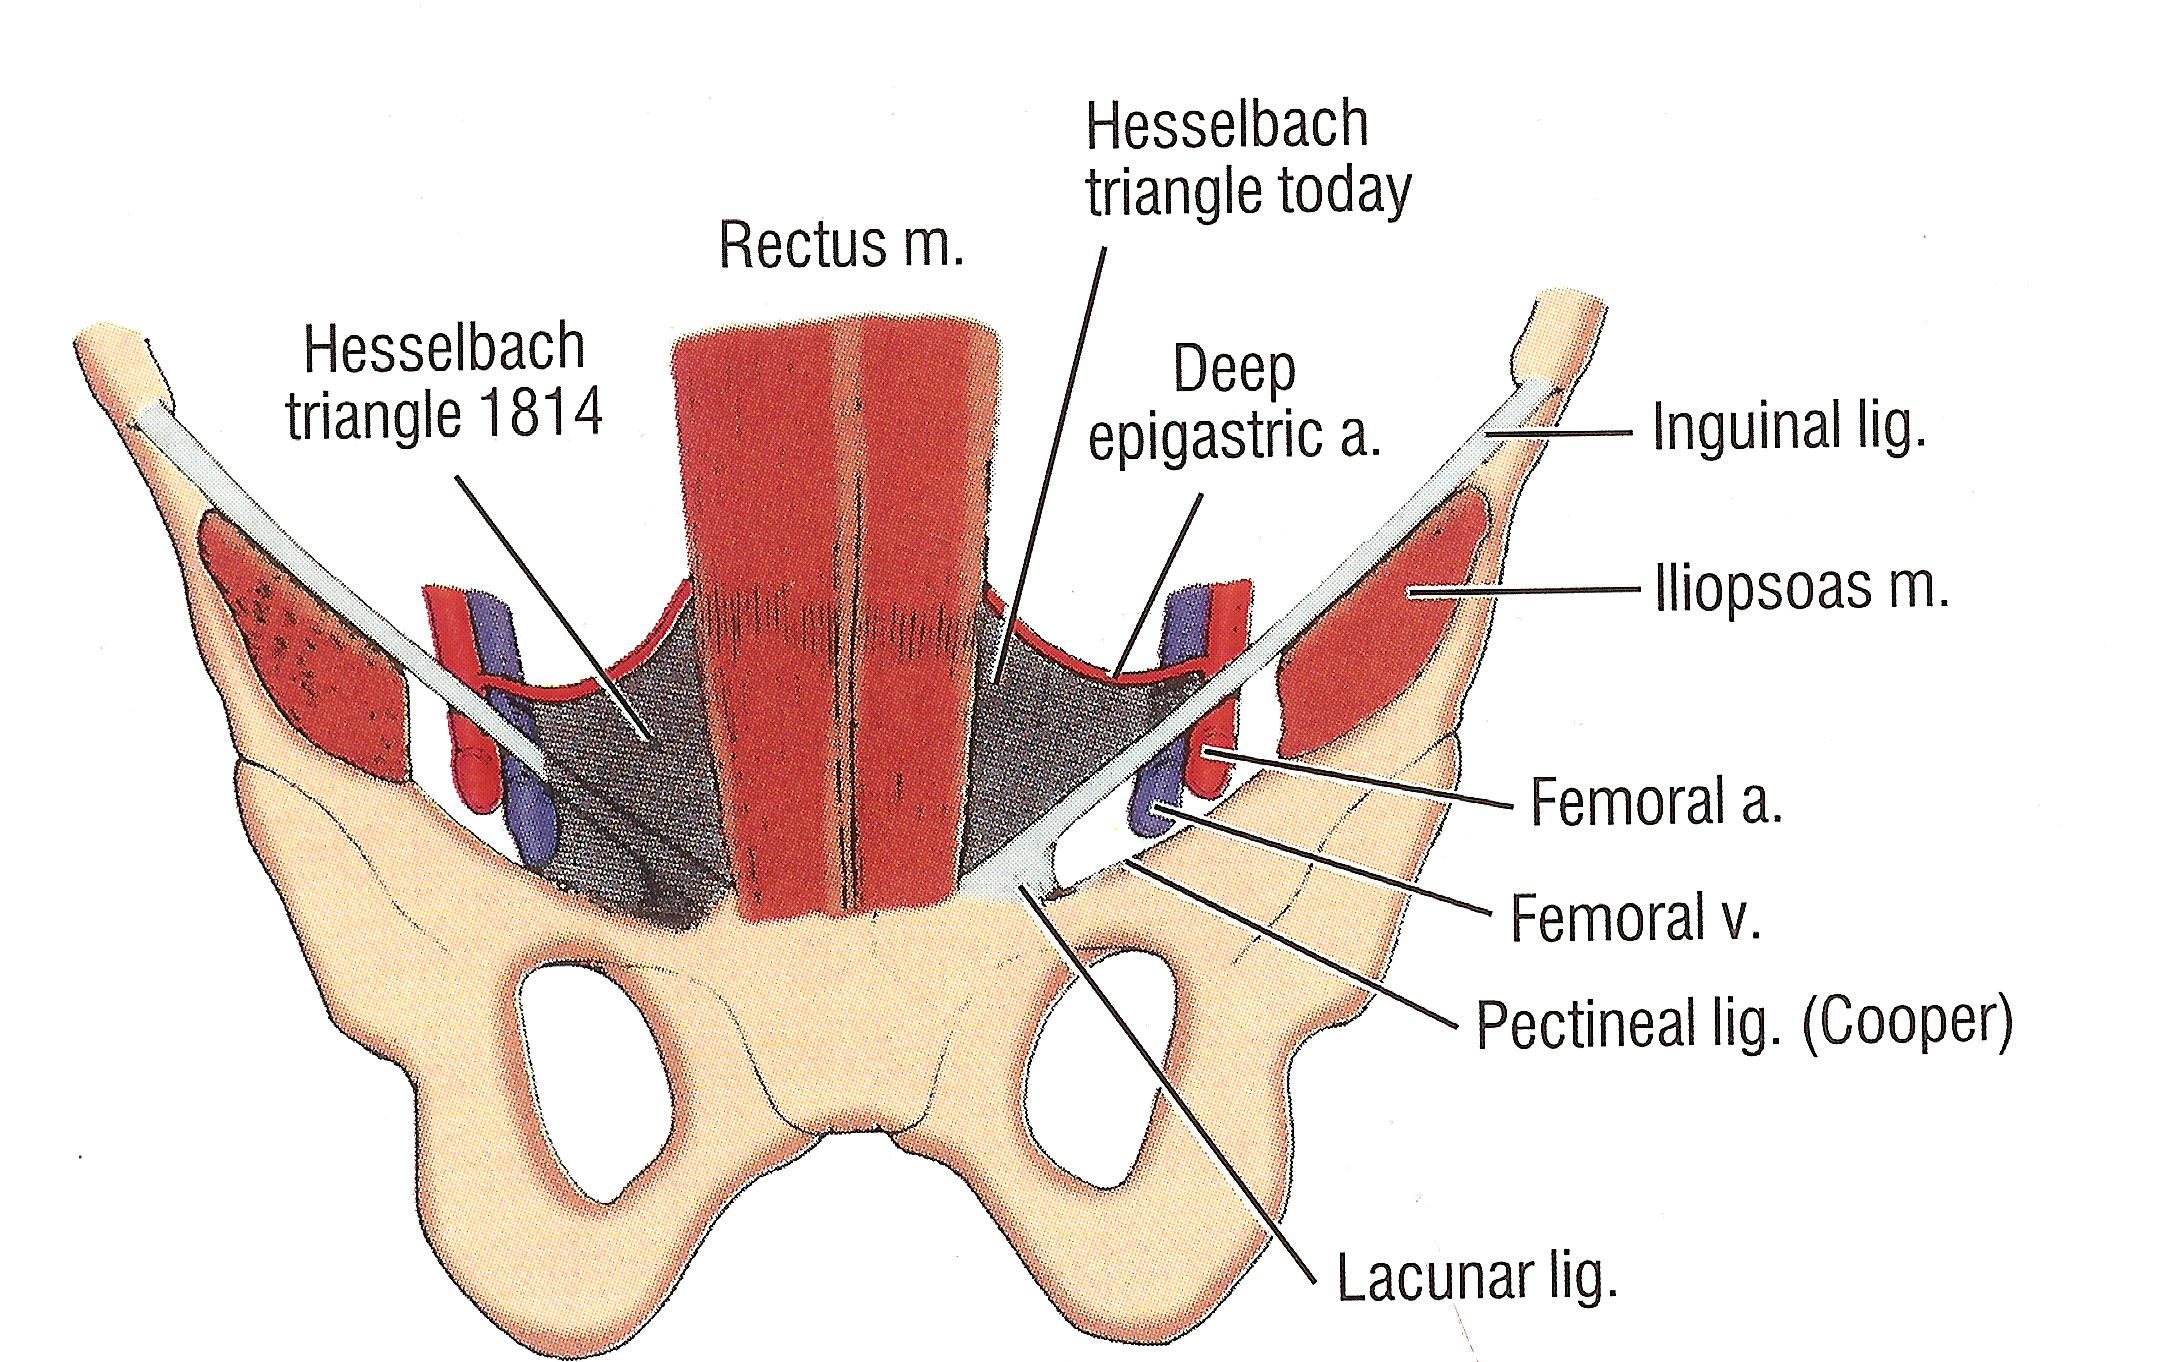 Hesselbach
triangle today
Rectus m.
Hesselbach
triangle 1814
Deep
epigastric a.
Inguinal lig.
Iliopsoas m.
Femoral a.
Femoral v.
Pectineal lig. (Cooper)
Lacunar lig.